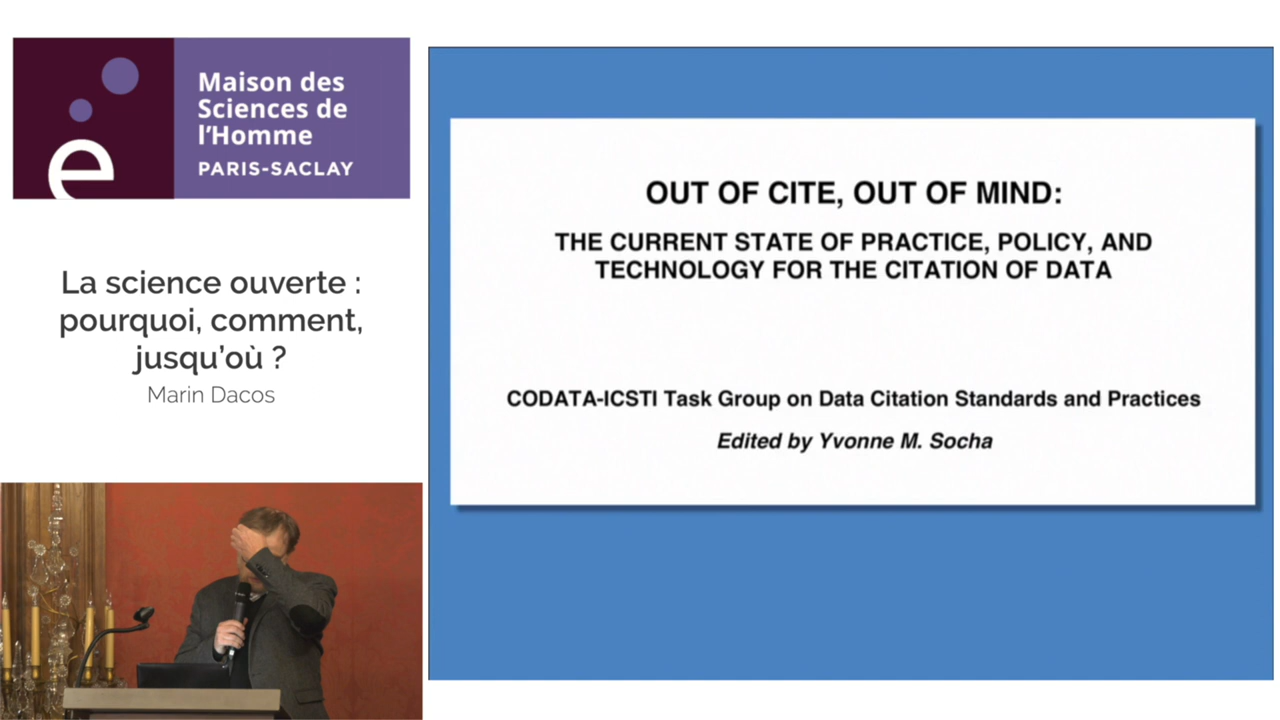 Maison des
Sciences de
l'Homme
PARIS-SACLAY
La science ouverte :
pourquoi, comment,
jusqu'où ?
Marin Dacos
OUT OF CITE, OUT OF MIND:
THE CURRENT STATE OF PRACTICE, POLICY, AND
TECHNOLOGY FOR THE CITATION OF DATA
CODATA-ICSTI Task Group on Data Citation Standards and Practices
Edited by Yvonne M. Socha